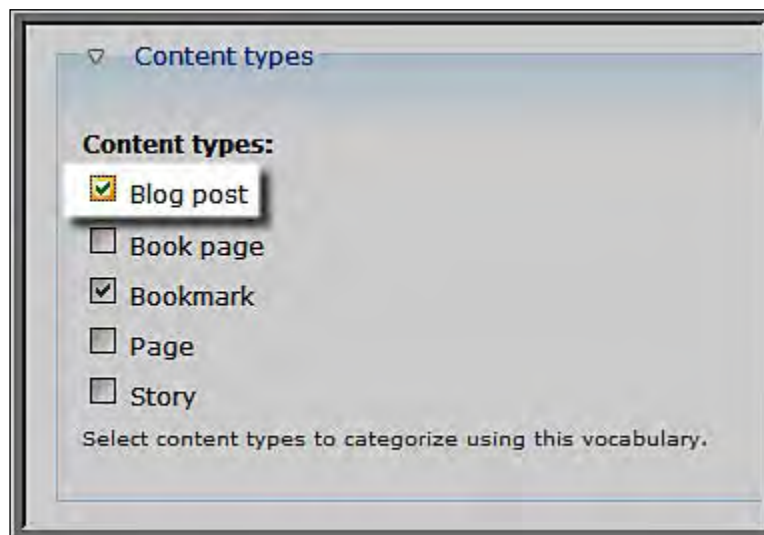 Content types
Content types:
Blog post
Book page
Bookmark
Page
Story
Select content types to categorize using this vocabulary.